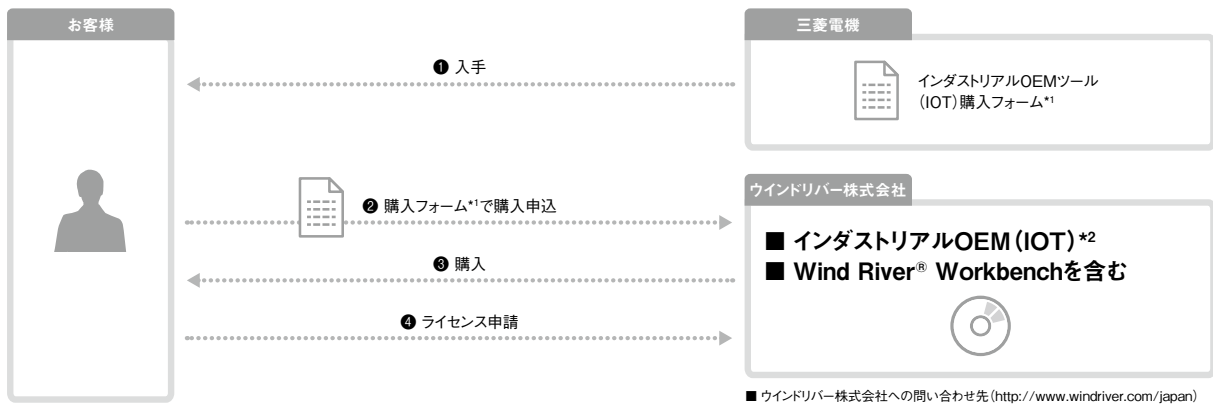 お客様
三菱電機
❶ 入手
インダストリアルOEMツール
(IOT)購入フォーム*1
ウインドリバー株式会社
❷ 購入フォーム*1で購入申込
■ インダストリアルOEM(IOT)*2
■ Wind River® Workbenchを含む
❸ 購入
❹ ライセンス申請
■ ウインドリバー株式会社への問い合わせ先(http://www.windriver.com/japan)